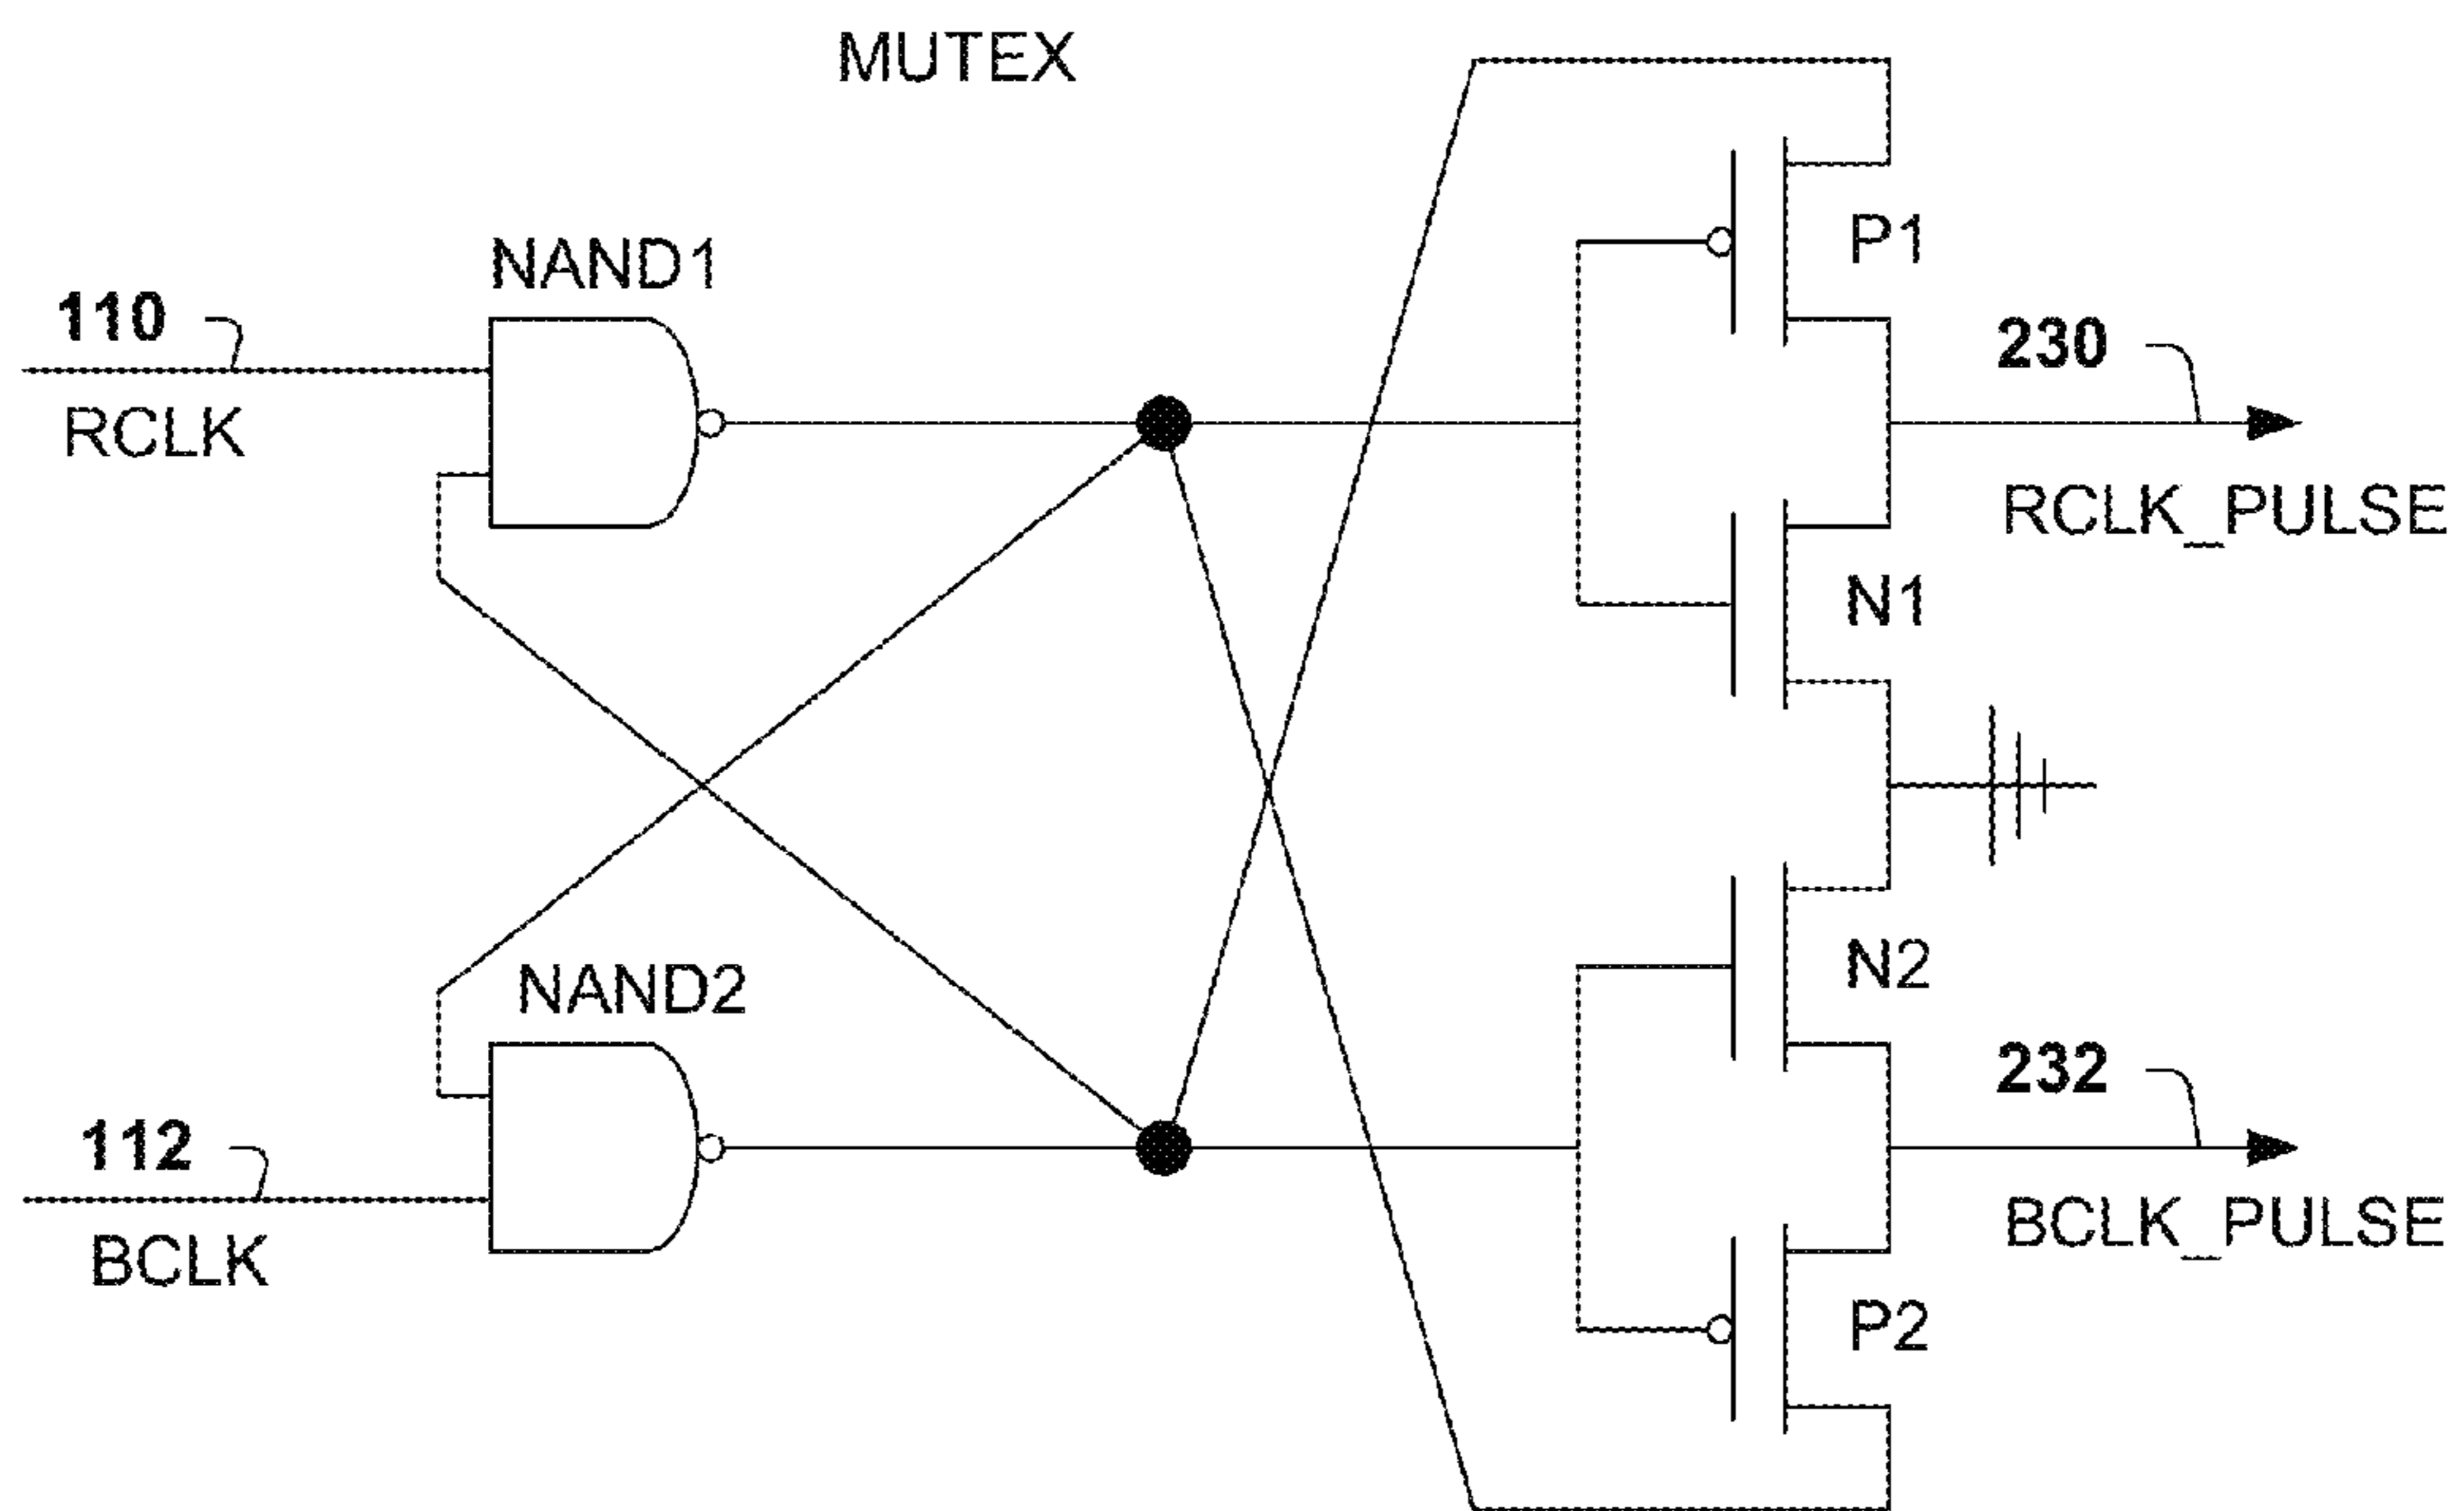 MUTEX
P1
NAND1
110
230
RCLK
RCLK_PULSE
N1
N2
NAND2
232
112
BCLK_PULSE
BCLK
P2